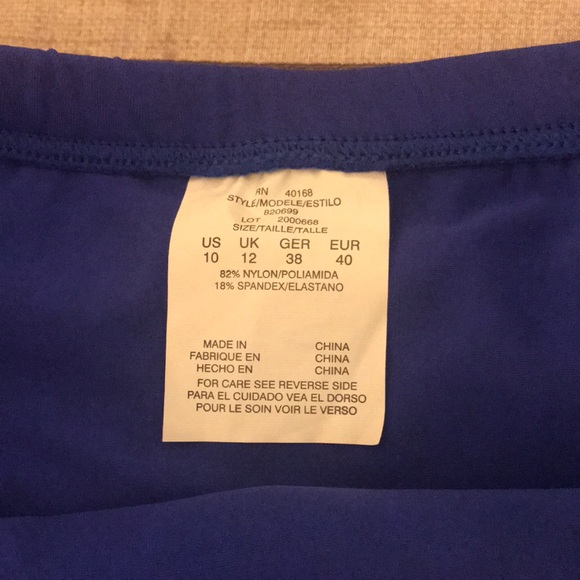 RN 40168
STYLE/MODELE/ESTILO
820699
LOT 2000668
SIZE/TAILLE/TALLE
US UK GER EUR
10 12 38 40
82% NYLON/POLIAMIDA
18% SPANDEX/ELASTANO
MADE IN CHINA
FABRIQUE EN CHINA
HECHO EN CHINA
FOR CARE SEE REVERSE SIDE
PARA EL CUIDADO VEA EL DORSO
POUR LE SOIN VOIR LE VERSO